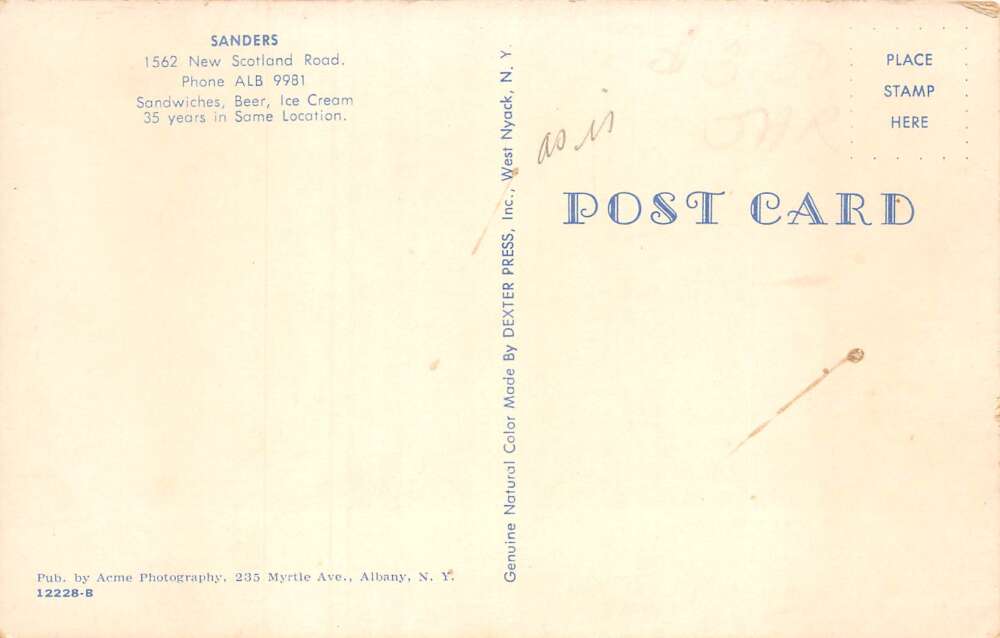 SANDERS
1562 New Scotland Road.
Phone ALB 9981
Sandwiches, Beer, Ice Cream
35 years in Same Location.
Pub. by Acme Photography, 235 Myrtle Ave., Albany, N. Y.
12228-B
Genuine Natural Color Made By DEXTER PRESS, Inc., West Nyack, N. Y.
as is
PLACE
STAMP
HERE
POST CARD